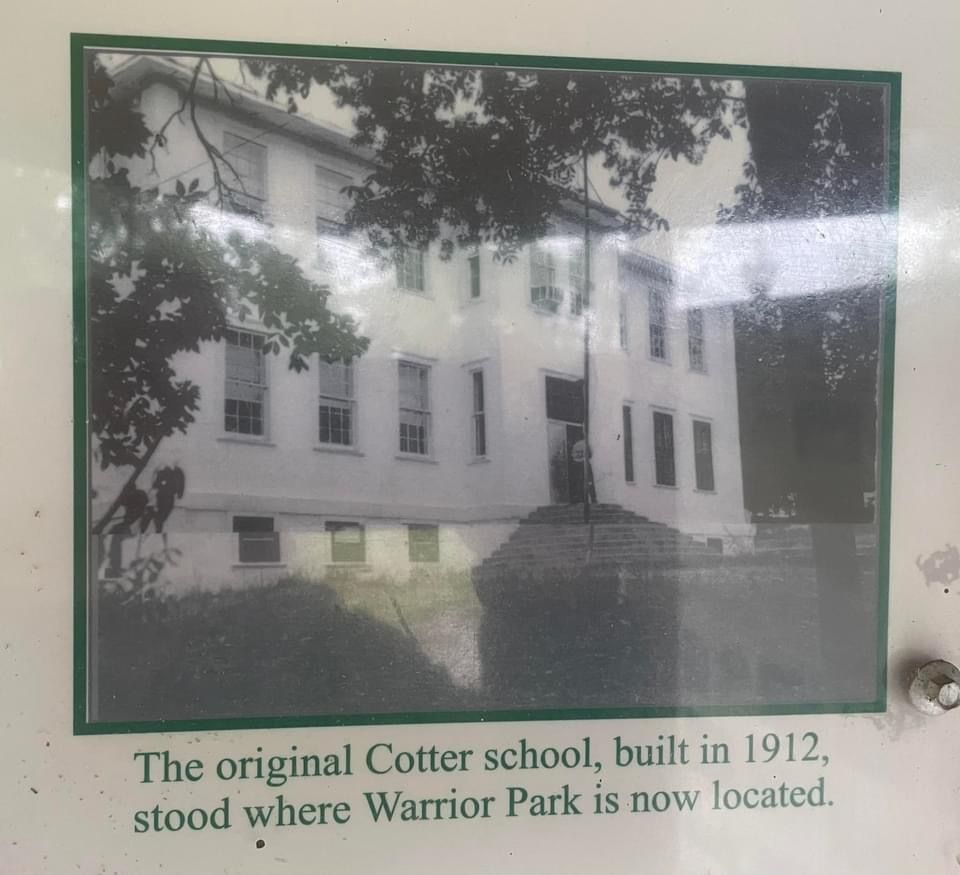 The original Cotter school, built in 1912,
stood where Warrior Park is now located.